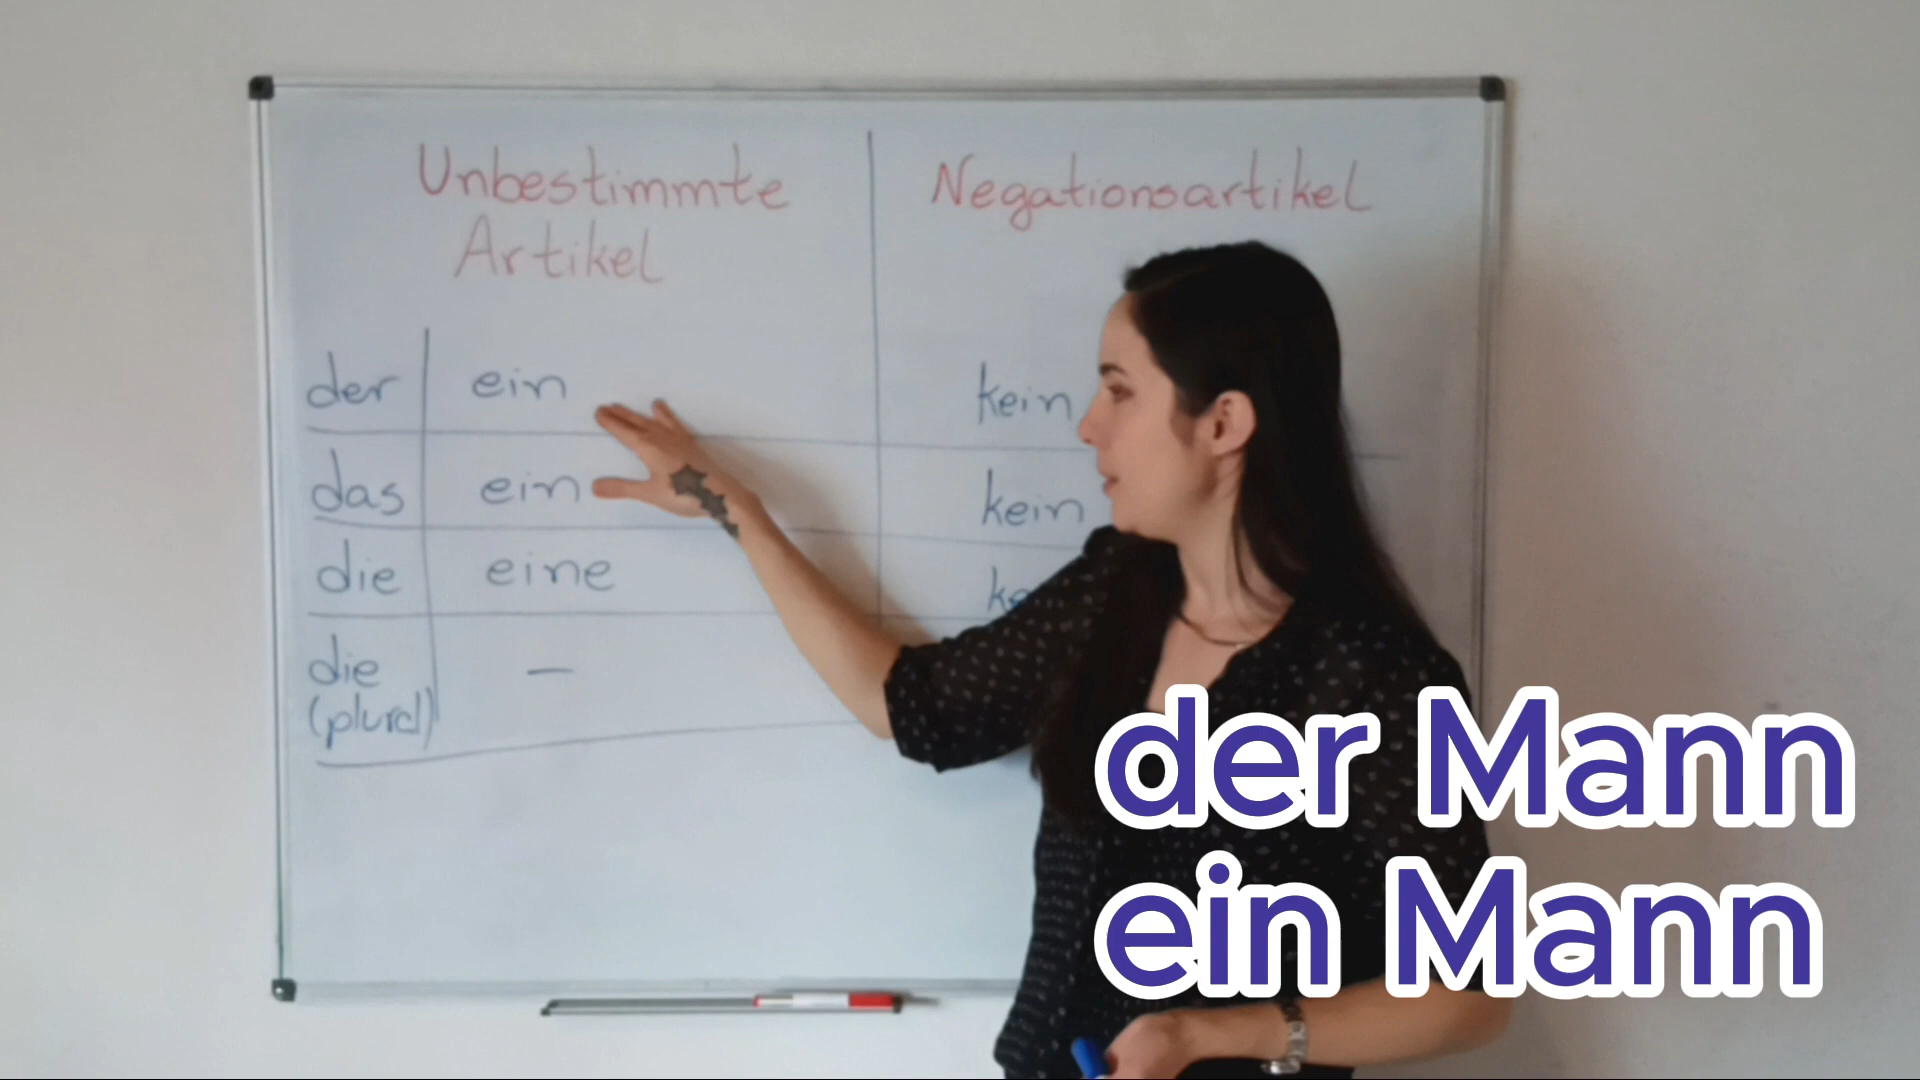 Unbestimmte
Artikel
Negationsartikel
der ein kein
das ein kein
die eine
die –
(plural)
der Mann
ein Mann